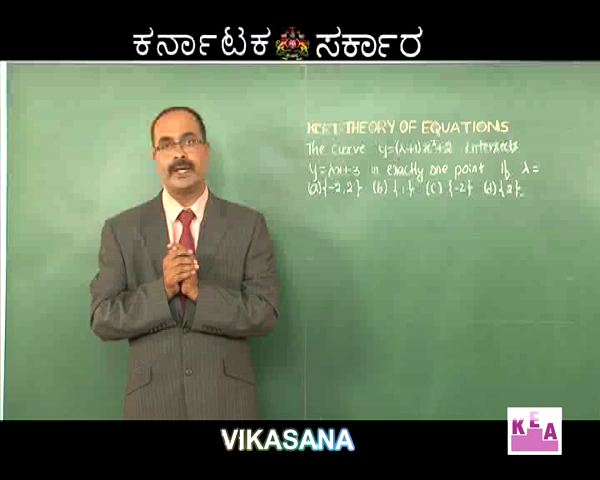 ಕರ್ನಾಟಕ ಸರ್ಕಾರ
KCET THEORY OF EQUATIONS
The curve y=(λ+1)x²+2 intersects
y=λx+3 in exactly one point if λ=
(a){-2,2} (b) {1} (c) {-2} (d){2}
VIKASANA
KEA